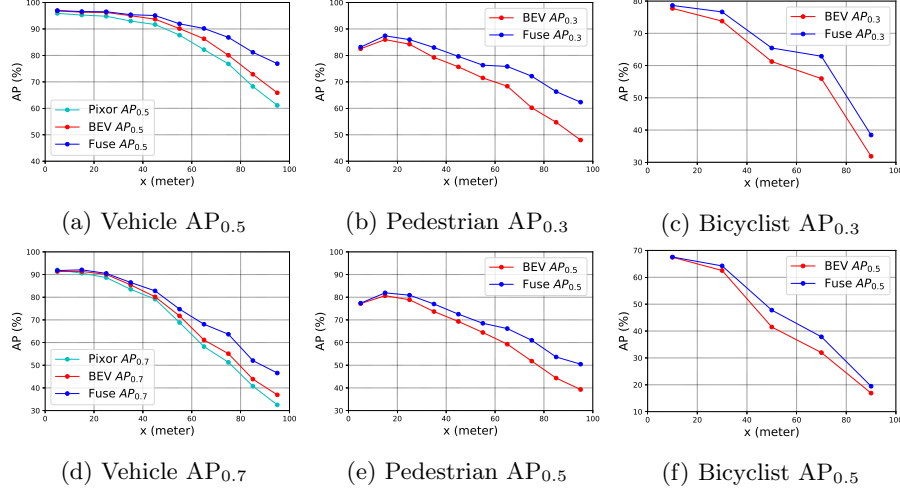 100
90
80
70
60
50
40
AP (%)
Pixor AP0.5
BEV AP0.5
Fuse AP0.5
0 20 40 60 80 100
x (meter)
(a) Vehicle AP0.5
100
90
80
70
60
50
40
AP (%)
BEV AP0.3
Fuse AP0.3
0 20 40 60 80 100
x (meter)
(b) Pedestrian AP0.3
80
70
60
50
40
30
AP (%)
BEV AP0.3
Fuse AP0.3
0 20 40 60 80 100
x (meter)
(c) Bicyclist AP0.3
100
90
80
70
60
50
40
30
AP (%)
Pixor AP0.7
BEV AP0.7
Fuse AP0.7
0 20 40 60 80 100
x (meter)
(d) Vehicle AP0.7
100
90
80
70
60
50
40
30
AP (%)
BEV AP0.5
Fuse AP0.5
0 20 40 60 80 100
x (meter)
(e) Pedestrian AP0.5
70
60
50
40
30
20
10
AP (%)
BEV AP0.5
Fuse AP0.5
0 20 40 60 80 100
x (meter)
(f) Bicyclist AP0.5